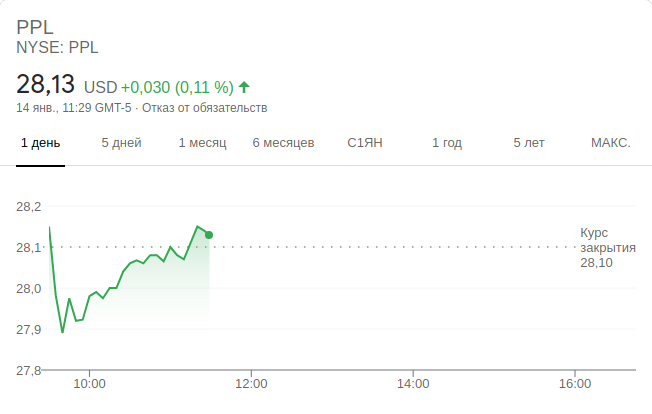 PPL
NYSE: PPL
28,13 USD +0,030 (0,11 %)
14 янв., 11:29 GMT-5 · Отказ от обязательств
1 день 5 дней 1 месяц 6 месяцев С1ЯН 1 год 5 лет МАКС.
28,2
Курс
28,1 закрытия
28,10
28,0
27,9
27,8
10:00 12:00 14:00 16:00